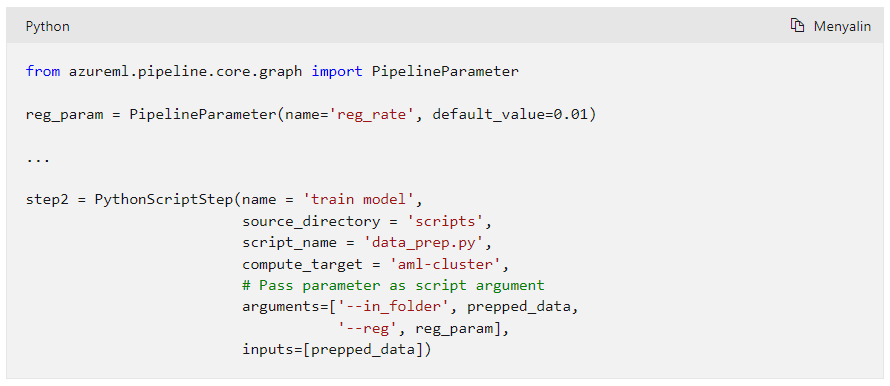 Python
Menyalin
from azureml.pipeline.core.graph import PipelineParameter
reg_param = PipelineParameter(name='reg_rate', default_value=0.01)
...
step2 = PythonScriptStep(name = 'train model',
                         source_directory = 'scripts',
                         script_name = 'data_prep.py',
                         compute_target = 'aml-cluster',
                         # Pass parameter as script argument
                         arguments=['--in_folder', prepped_data,
                                    '--reg', reg_param],
                         inputs=[prepped_data])